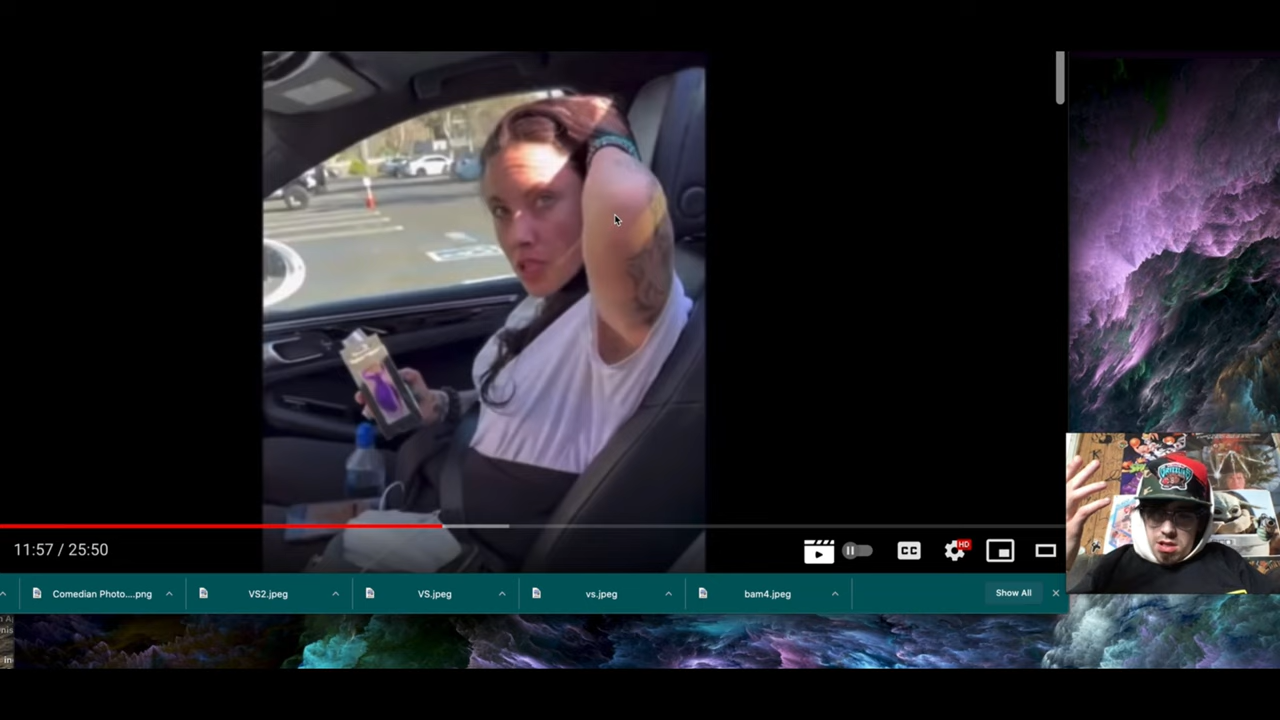 11:57 / 25:50
CC
HD
Comedian Photo....png
VS2.jpeg
VS.jpeg
vs.jpeg
bam4.jpeg
Show All